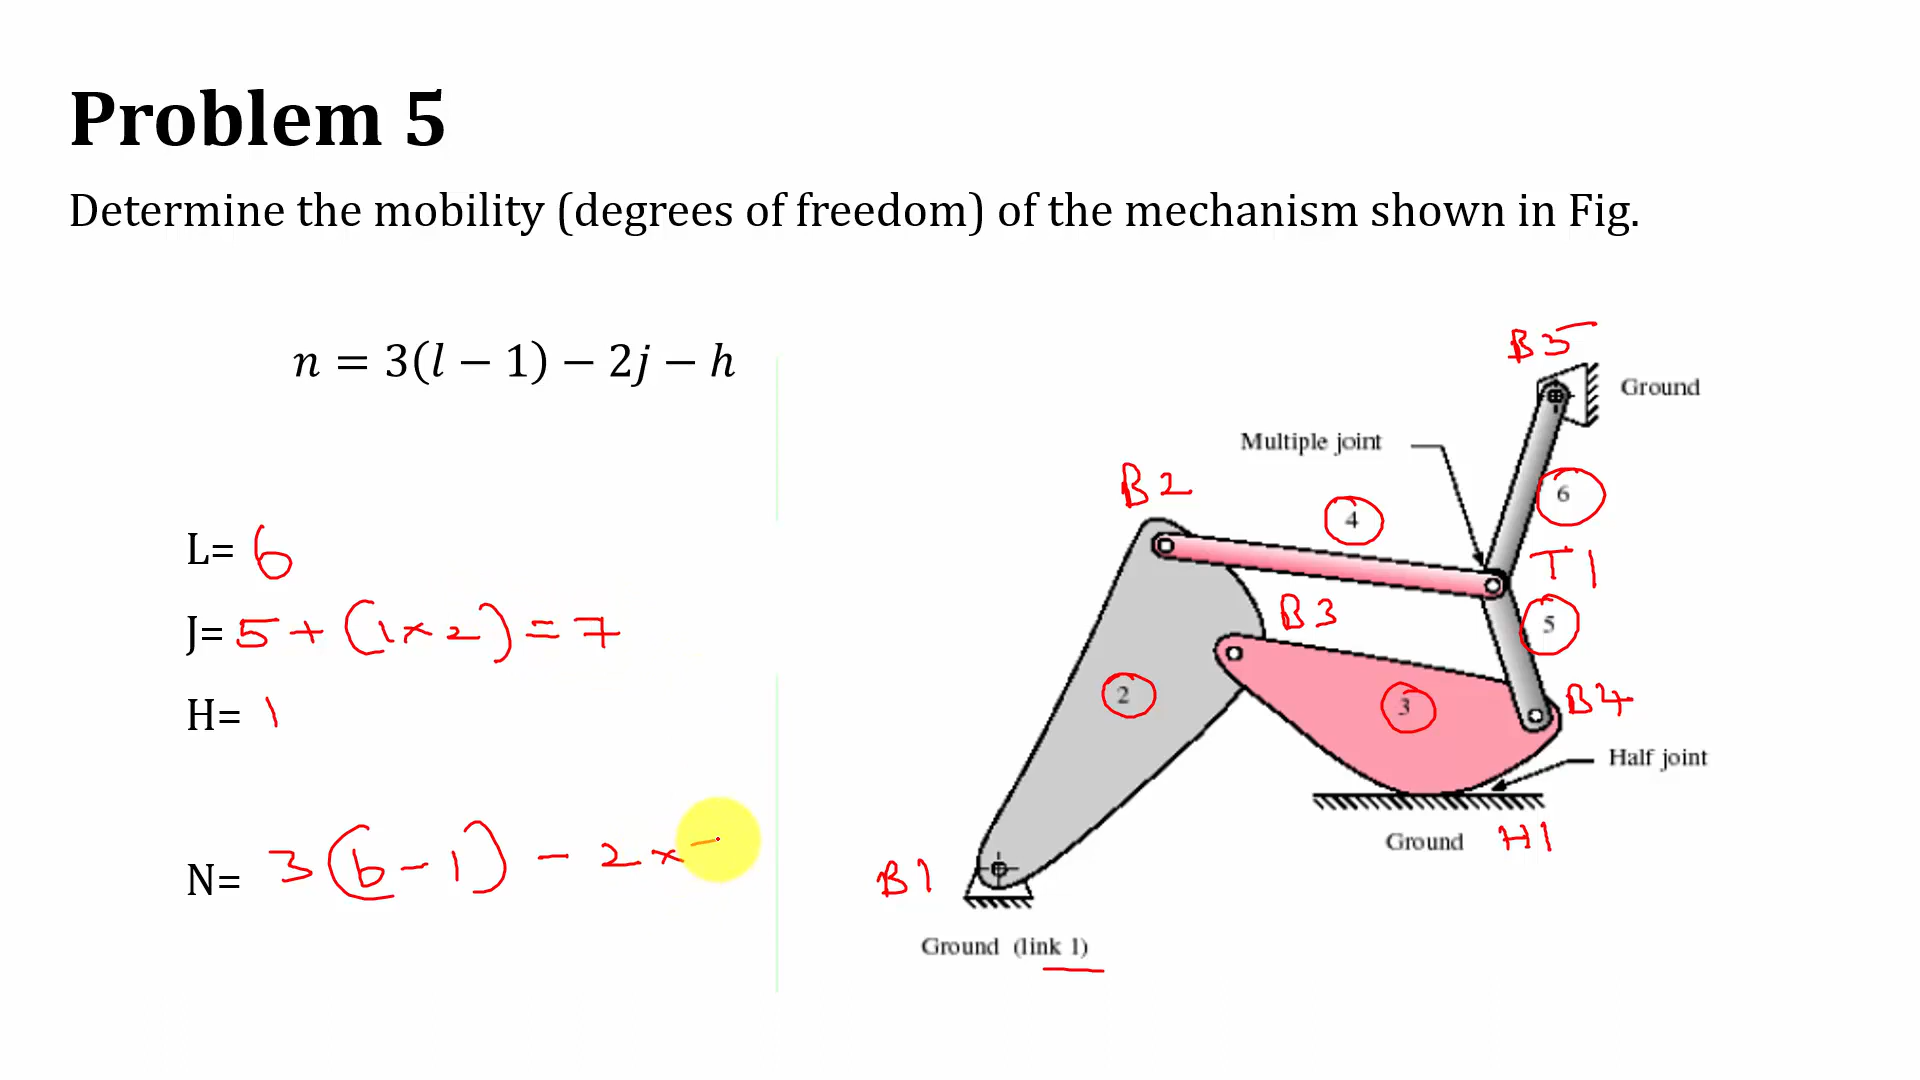 Problem 5
Determine the mobility (degrees of freedom) of the mechanism shown in Fig.
n = 3(l − 1) − 2j − h
L= 6
J= 5 + (1 × 2) = 7
H= 1
N= 3(6 − 1) − 2 ×
B5
Ground
Multiple joint
B2
4
6
T1
B3
5
2
3
B4
Half joint
Ground H1
B1
Ground (link 1)